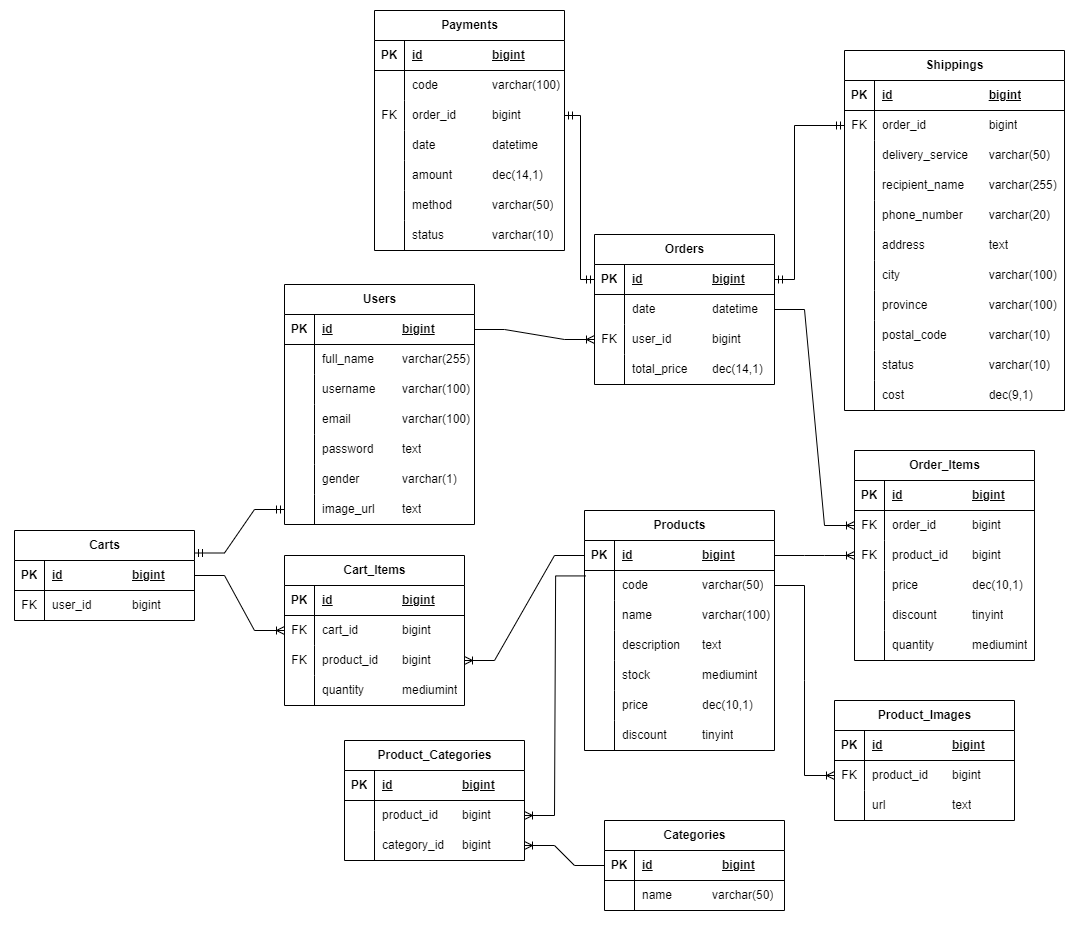 Payments
PK id bigint
code varchar(100)
FK order_id bigint
date datetime
amount dec(14,1)
method varchar(50)
status varchar(10)
Shippings
PK id bigint
FK order_id bigint
delivery_service varchar(50)
recipient_name varchar(255)
phone_number varchar(20)
address text
city varchar(100)
province varchar(100)
postal_code varchar(10)
status varchar(10)
cost dec(9,1)
Orders
PK id bigint
date datetime
FK user_id bigint
total_price dec(14,1)
Users
PK id bigint
full_name varchar(255)
username varchar(100)
email varchar(100)
password text
gender varchar(1)
image_url text
Order_Items
PK id bigint
FK order_id bigint
FK product_id bigint
price dec(10,1)
discount tinyint
quantity mediumint
Products
PK id bigint
code varchar(50)
name varchar(100)
description text
stock mediumint
price dec(10,1)
discount tinyint
Carts
PK id bigint
FK user_id bigint
Cart_Items
PK id bigint
FK cart_id bigint
FK product_id bigint
quantity mediumint
Product_Images
PK id bigint
FK product_id bigint
url text
Product_Categories
PK id bigint
product_id bigint
category_id bigint
Categories
PK id bigint
name varchar(50)